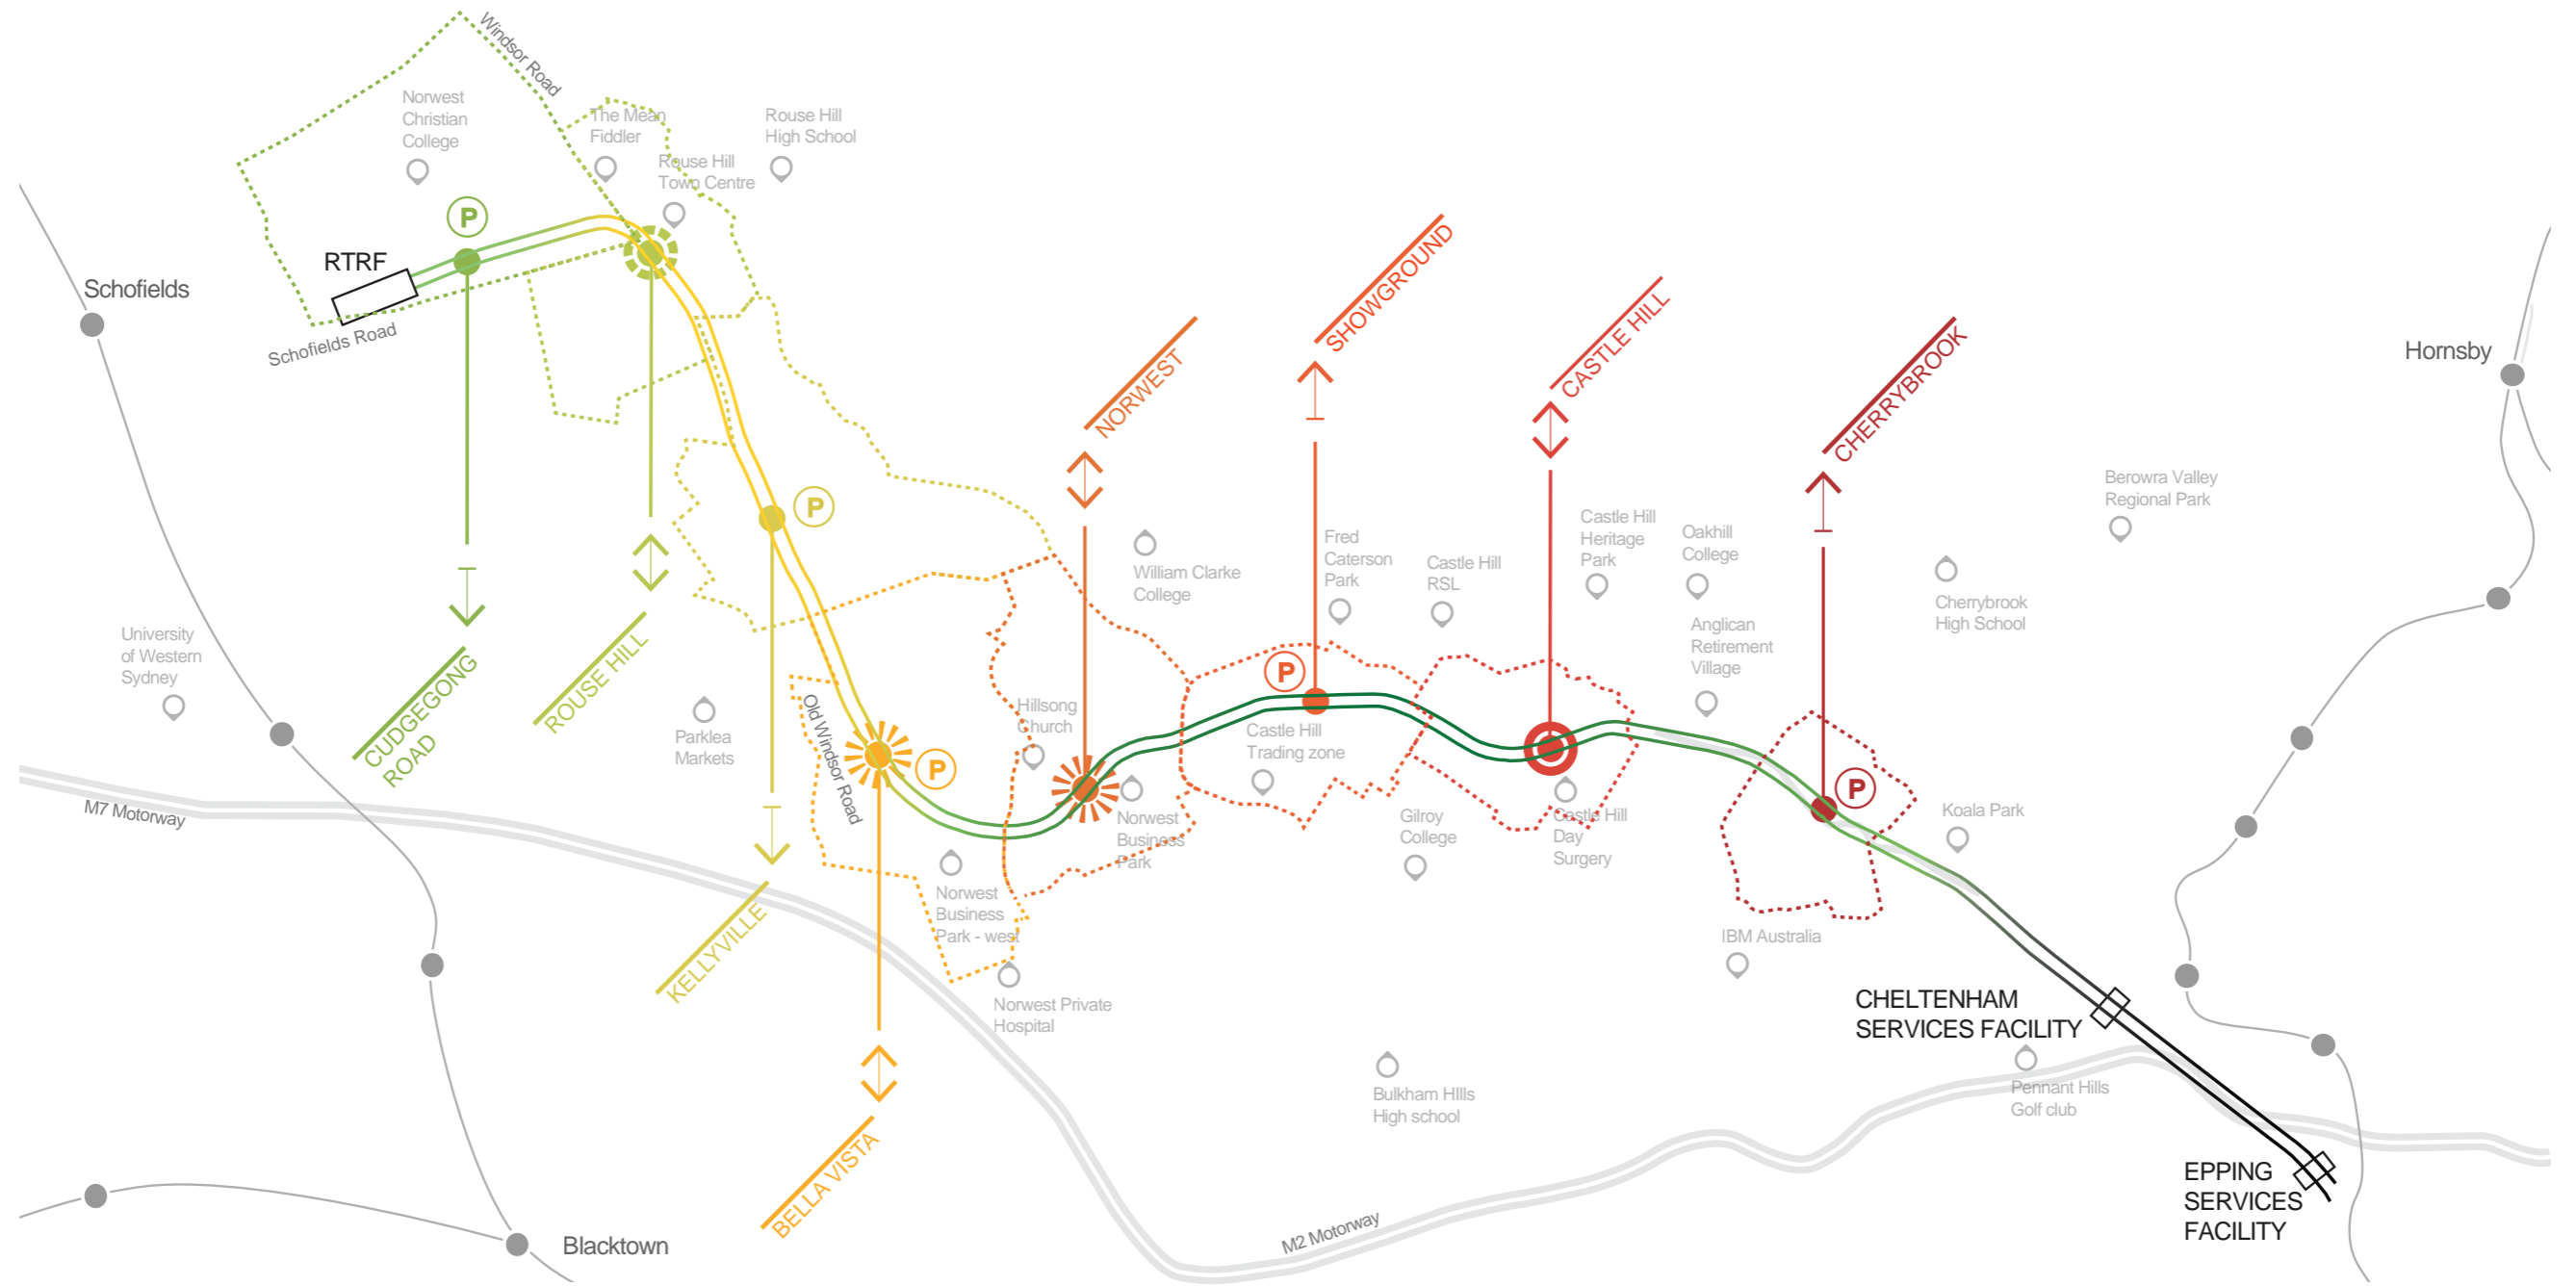 Windsor Road
Norwest
Christian
College
The Mean
Fiddler
Rouse Hill
High School
Rouse Hill
Town Centre
P
RTRF
Schofields
Schofields Road
SHOWGROUND
CASTLE HILL
NORWEST
CHERRYBROOK
Hornsby
P
Berowra Valley
Regional Park
William Clarke
College
Fred
Caterson
Park
Castle Hill
RSL
Castle Hill
Heritage
Park
Oakhill
College
Cherrybrook
High School
Anglican
Retirement
Village
University
of Western
Sydney
CUDGEGONG
ROAD
ROUSE HILL
P
Parklea
Markets
Old Windsor Road
Hillsong
Church
Castle Hill
Trading zone
P
P
M7 Motorway
Norwest
Business
Park
Gilroy
College
Castle Hill
Day
Surgery
Koala Park
KELLYVILLE
Norwest
Business
Park - west
IBM Australia
Norwest Private
Hospital
CHELTENHAM
SERVICES FACILITY
Bulkham HIlls
High school
Pennant Hills
Golf club
BELLA VISTA
EPPING
SERVICES
FACILITY
M2 Motorway
Blacktown